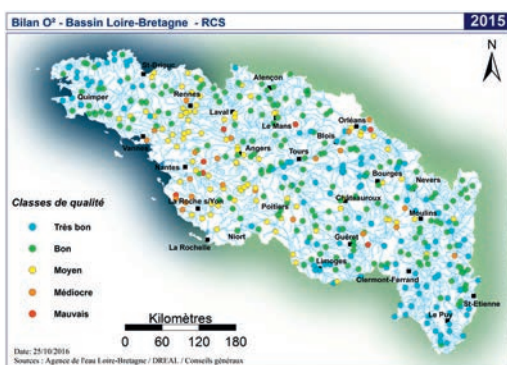 Bilan O² - Bassin Loire-Bretagne - RCS
2015
N
St-Brieuc
Alençon
Quimper
Rennes
Laval
Le Mans
Orléans
Blois
Vannes
Angers
Tours
Nantes
Bourges
Nevers
Classes de qualité
La Roche s/Yon
Poitiers
Châteauroux
Moulins
Très bon
Niort
Guéret
Bon
La Rochelle
Limoges
Moyen
Clermont-Ferrand
Médiocre
St-Etienne
Mauvais
Kilomètres
Le Puy
0 30 60 120 180
Date: 25/10/2016
Sources : Agence de l'eau Loire-Bretagne / DREAL / Conseils généraux